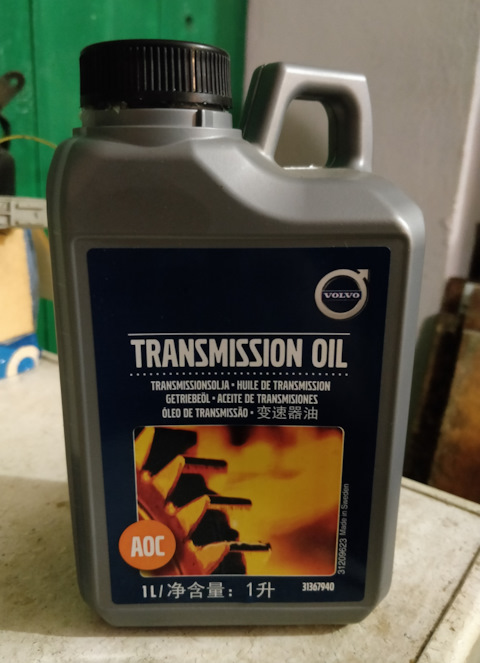 VOLVO
TRANSMISSION OIL
TRANSMISSIONSOLJA • HUILE DE TRANSMISSION
GETRIEBEÖL • ACEITE DE TRANSMISIONES
ÓLEO DE TRANSMISSÃO • 变速器油
AOC
31209623 Made in Sweden
1L/净含量：1升
31367940